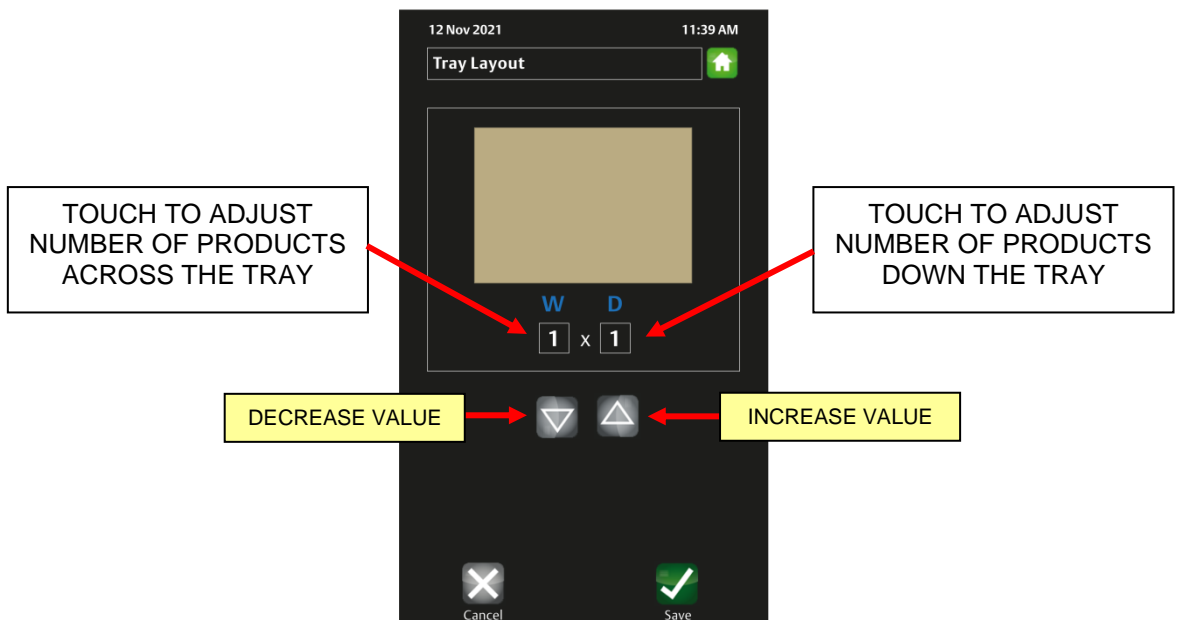 12 Nov 2021 11:39 AM
Tray Layout
TOUCH TO ADJUST
NUMBER OF PRODUCTS
ACROSS THE TRAY
TOUCH TO ADJUST
NUMBER OF PRODUCTS
DOWN THE TRAY
W D
1 x 1
DECREASE VALUE
INCREASE VALUE
Cancel Save